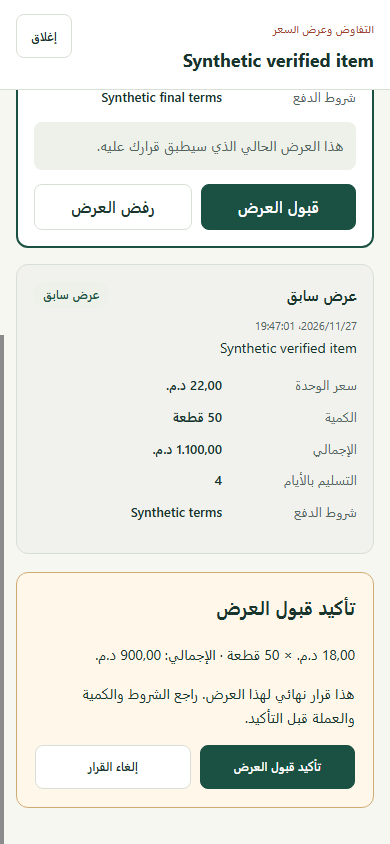 التفاوض وعرض السعر
إغلاق
Synthetic verified item
شروط الدفع
Synthetic final terms
هذا العرض الحالي الذي سيطبق قرارك عليه.
قبول العرض
رفض العرض
عرض سابق
عرض سابق
2026/11/27، 19:47:01
Synthetic verified item
سعر الوحدة
22,00 د.م.
الكمية
50 قطعة
الإجمالي
1.100,00 د.م.
التسليم بالأيام
4
شروط الدفع
Synthetic terms
تأكيد قبول العرض
18,00 د.م. × 50 قطعة · الإجمالي: 900,00 د.م.
هذا قرار نهائي لهذا العرض. راجع الشروط والكمية
والعملة قبل التأكيد.
تأكيد قبول العرض
إلغاء القرار